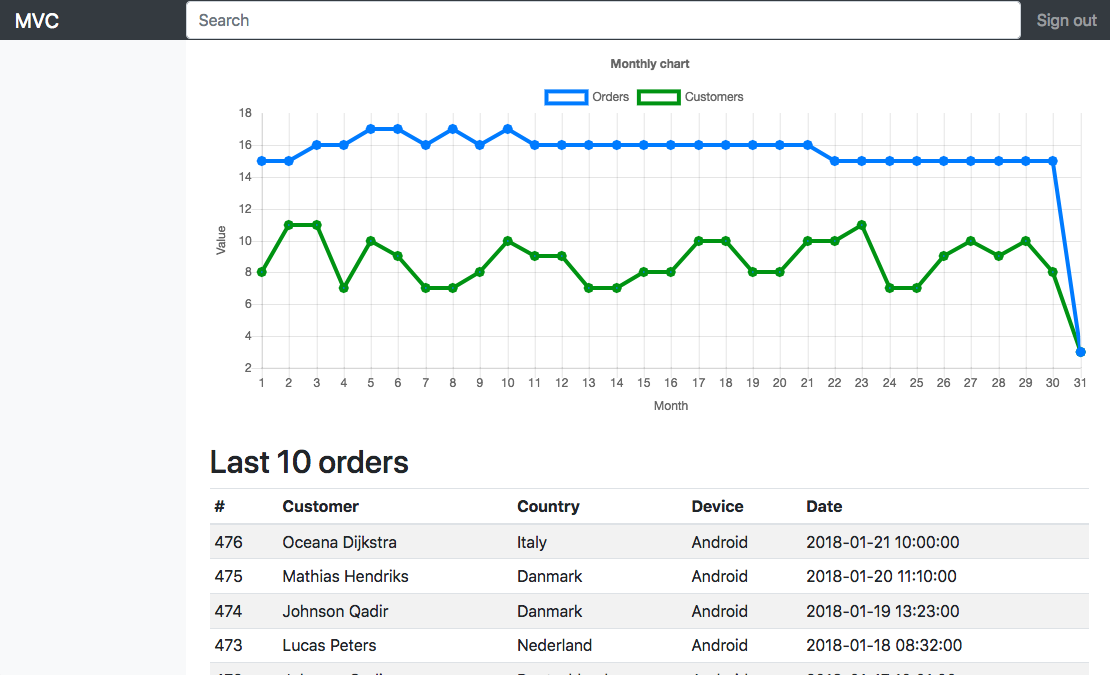 MVC Search Sign out
Monthly chart
Orders Customers
18
16
14
12
10
8
6
4
2
Value
1 2 3 4 5 6 7 8 9 10 11 12 13 14 15 16 17 18 19 20 21 22 23 24 25 26 27 28 29 30 31
Month
Last 10 orders
# Customer Country Device Date
476 Oceana Dijkstra Italy Android 2018-01-21 10:00:00
475 Mathias Hendriks Danmark Android 2018-01-20 11:10:00
474 Johnson Qadir Danmark Android 2018-01-19 13:23:00
473 Lucas Peters Nederland Android 2018-01-18 08:32:00